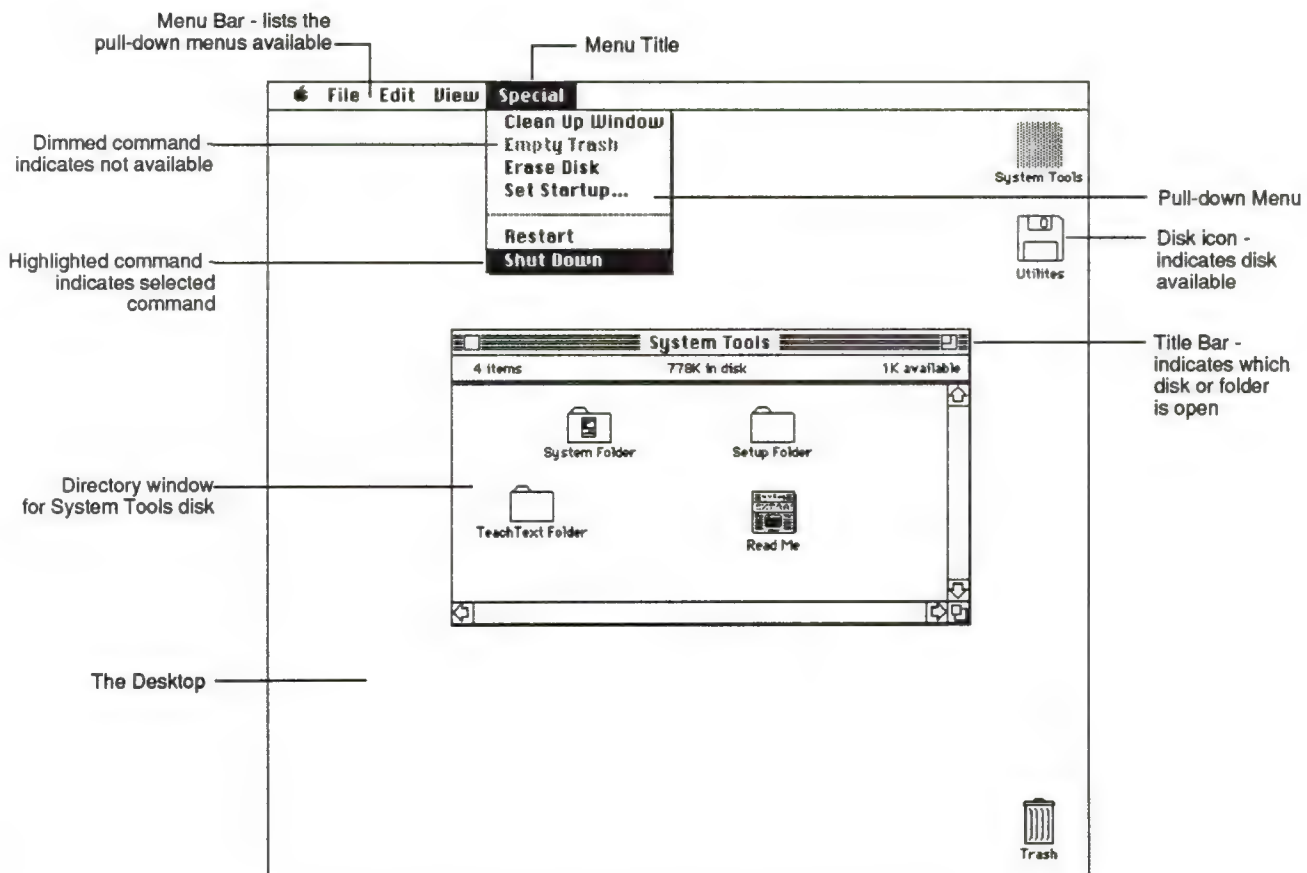 Menu Bar - lists the
pull-down menus available
Menu Title
File Edit View Special
Clean Up Window
Empty Trash
Erase Disk
Set Startup...
Restart
Shut Down
Dimmed command
indicates not available
Highlighted command
indicates selected
command
System Tools
Utilites
Pull-down Menu
Disk icon -
indicates disk
available
System Tools
4 items 778K in disk 1K available
System Folder Setup Folder
TeachText Folder Read Me
Title Bar -
indicates which
disk or folder
is open
Directory window
for System Tools disk
The Desktop
Trash